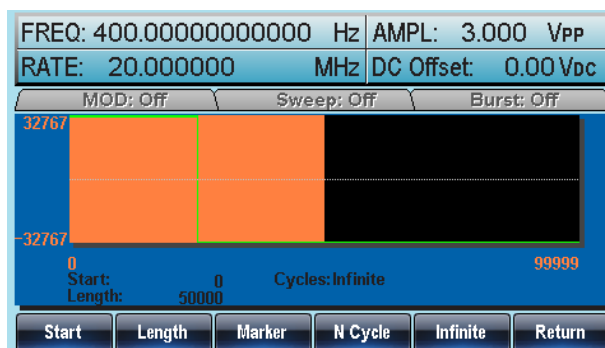 FREQ: 400.00000000000 Hz AMPL: 3.000 VPP
RATE: 20.000000 MHz DC Offset: 0.00 VDC
MOD: Off Sweep: Off Burst: Off
32767
-32767
0 99999
Start: 0 Cycles:Infinite
Length: 50000
Start Length Marker N Cycle Infinite Return